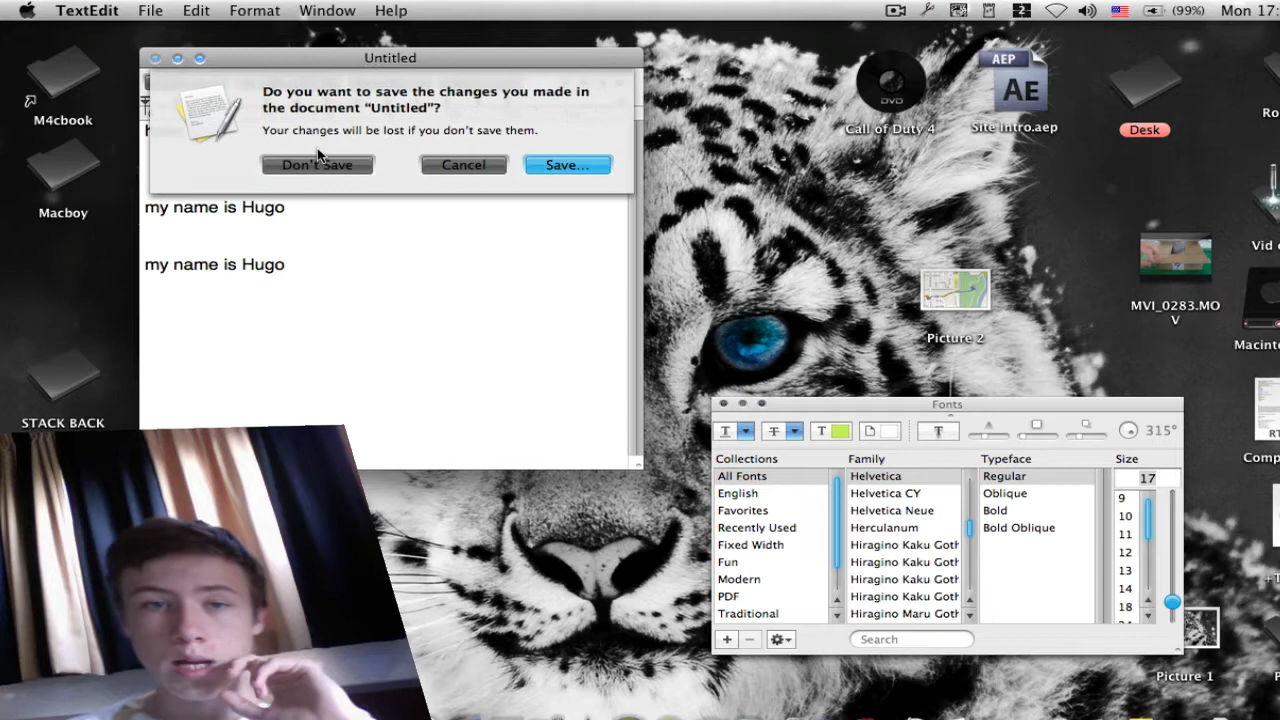 TextEdit File Edit Format Window Help 2 (99%) Mon 17:
Untitled
Do you want to save the changes you made in
the document “Untitled”?
Your changes will be lost if you don’t save them.
Don’t Save Cancel Save...
my name is Hugo
my name is Hugo
M4cbook
Macboy
STACK BACK
DVD
Call of Duty 4
AEP
AE
Site intro.aep
Desk
Ro
Vid
MVI_0283.MO
V
Picture 2
Macint
RT
Comp
Picture 1
Fonts
T T T T 315°
Collections Family Typeface Size
All Fonts Helvetica Regular 17
English Helvetica CY Oblique 9
Favorites Helvetica Neue Bold 10
Recently Used Herculanum Bold Oblique 11
Fixed Width Hiragino Kaku Goth 12
Fun Hiragino Kaku Goth 13
Modern Hiragino Kaku Goth 14
PDF Hiragino Kaku Goth 18
Traditional Hiragino Maru Goth
Search